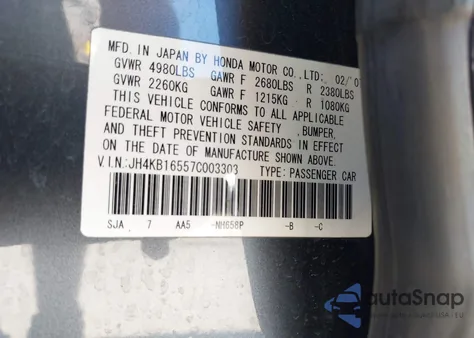 MFD. IN JAPAN BY HONDA MOTOR CO., LTD: 02/07
GVWR 4980LBS GAWR F 2680LBS R 2380LBS
GVWR 2260KG GAWR F 1215KG R 1080KG
THIS VEHICLE CONFORMS TO ALL APPLICABLE
FEDERAL MOTOR VEHICLE SAFETY ,BUMPER,
AND THEFT PREVENTION STANDARDS IN EFFECT
ON THE DATE OF MANUFACTURE SHOWN ABOVE.
V.I.N.:JH4KB16557C003303 TYPE: PASSENGER CAR
SJA 7 AA5 -NH658P -B -C
autoSnap